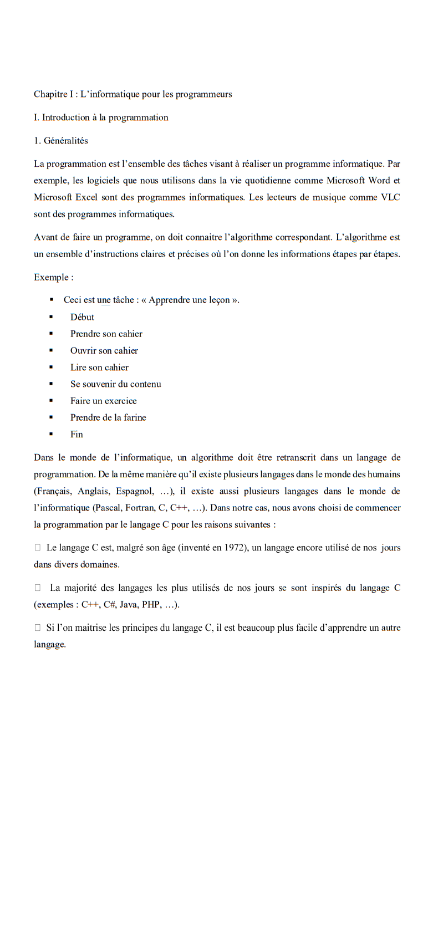 Chapitre I : L’informatique pour les programmeurs
I. Introduction à la programmation
1. Généralités
La programmation est l’ensemble des tâches visant à réaliser un programme informatique. Par
exemple, les logiciels que nous utilisons dans la vie quotidienne comme Microsoft Word et
Microsoft Excel sont des programmes informatiques. Les lecteurs de musique comme VLC
sont des programmes informatiques.
Avant de faire un programme, on doit connaitre l’algorithme correspondant. L’algorithme est
un ensemble d’instructions claires et précises où l’on donne les informations étapes par étapes.
Exemple :
▪ Ceci est une tâche : « Apprendre une leçon ».
▪ Début
▪ Prendre son cahier
▪ Ouvrir son cahier
▪ Lire son cahier
▪ Se souvenir du contenu
▪ Faire un exercice
▪ Prendre de la farine
▪ Fin
Dans le monde de l’informatique, un algorithme doit être retranscrit dans un langage de
programmation. De la même manière qu’il existe plusieurs langages dans le monde des humains
(Français, Anglais, Espagnol, …), il existe aussi plusieurs langages dans le monde de
l’informatique (Pascal, Fortran, C, C++, …). Dans notre cas, nous avons choisi de commencer
la programmation par le langage C pour les raisons suivantes :
□ Le langage C est, malgré son âge (inventé en 1972), un langage encore utilisé de nos jours
dans divers domaines.
□ La majorité des langages les plus utilisés de nos jours se sont inspirés du langage C
(exemples : C++, C#, Java, PHP, …).
□ Si l’on maitrise les principes du langage C, il est beaucoup plus facile d’apprendre un autre
langage.